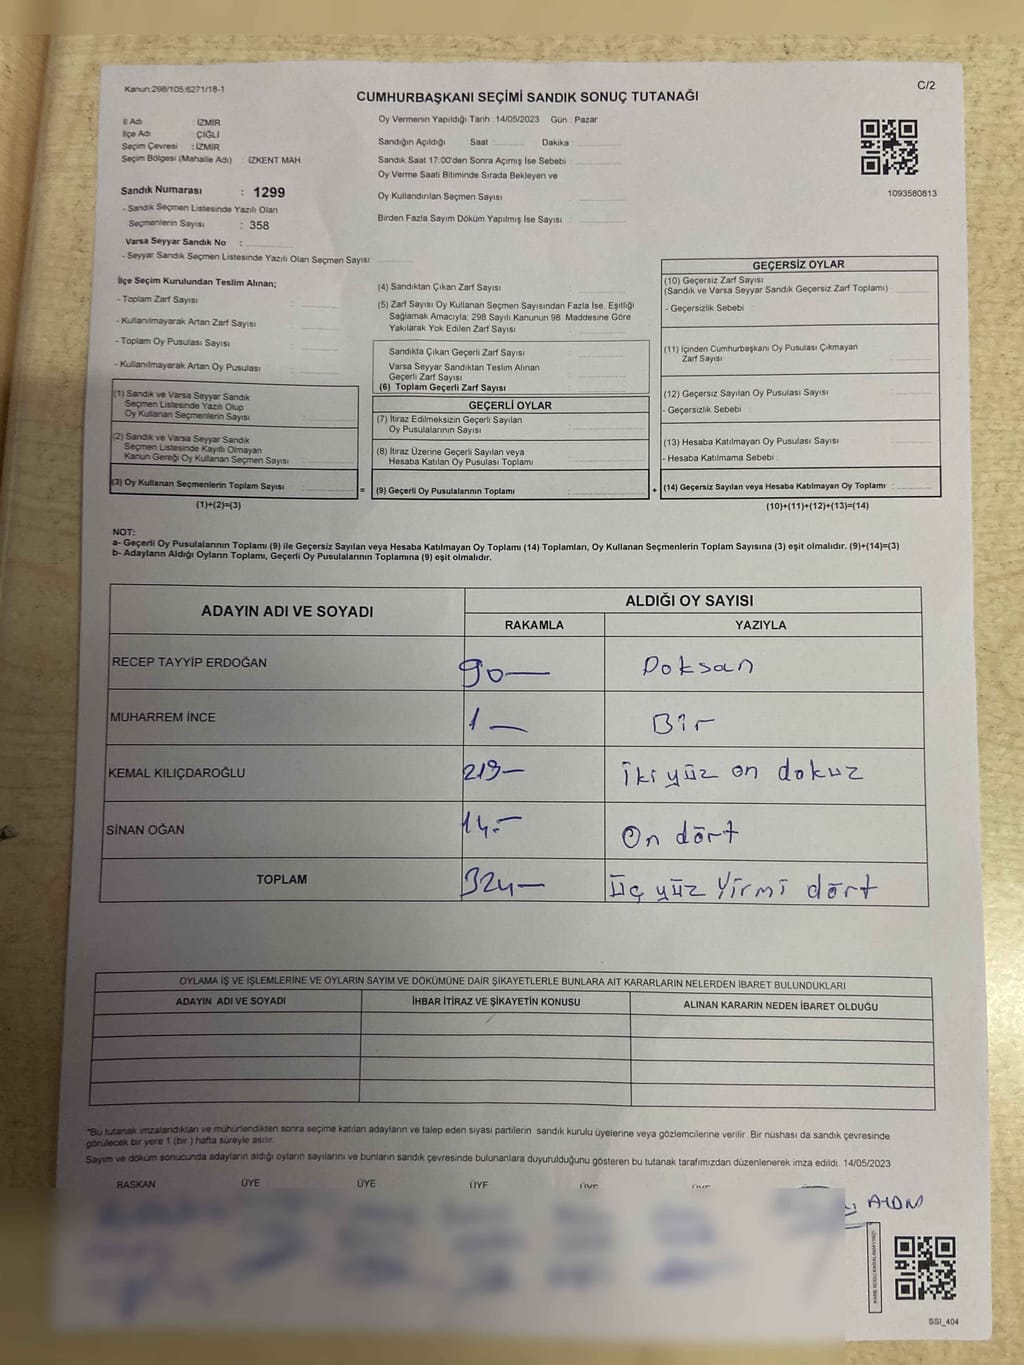 Kanun:298/105;6271/18-1
C/2
CUMHURBAŞKANI SEÇİMİ SANDIK SONUÇ TUTANAĞI
İl Adı : İZMİR
İlçe Adı : ÇİĞLİ
Seçim Çevresi : İZMİR
Seçim Bölgesi (Mahalle Adı) : İZKENT MAH.
Sandık Numarası : 1299
- Sandık Seçmen Listesinde Yazılı Olan
Seçmenlerin Sayısı : 358
Varsa Seyyar Sandık No :
- Seyyar Sandık Seçmen Listesinde Yazılı Olan Seçmen Sayısı
Oy Vermenin Yapıldığı Tarih :14/05/2023 Gün : Pazar
Sandığın Açıldığı Saat : Dakika :
Sandık Saat 17:00'den Sonra Açımış İse Sebebi
Oy Verme Saati Bitiminde Sırada Bekleyen ve
Oy Kullandırılan Seçmen Sayısı
Birden Fazla Sayım Döküm Yapılmış İse Sayısı :
1093580813
İlçe Seçim Kurulundan Teslim Alınan;
- Toplam Zarf Sayısı
- Kullanılmayarak Artan Zarf Sayısı
- Toplam Oy Pusulası Sayısı
- Kullanılmayarak Artan Oy Pusulası
(1) Sandık ve Varsa Seyyar Sandık
Seçmen Listesinde Yazılı Olup
Oy Kullanan Seçmenlerin Sayısı
(2) Sandık ve Varsa Seyyar Sandık
Seçmen Listesinde Kayıtlı Olmayan
Kanun Gereği Oy Kullanan Seçmen Sayısı
(3) Oy Kullanan Seçmenlerin Toplam Sayısı : =
(1)+(2)=(3)
(4) Sandıktan Çıkan Zarf Sayısı
(5) Zarf Sayısı Oy Kullanan Seçmen Sayısından Fazla İse, Eşitliği
Sağlamak Amacıyla; 298 Sayılı Kanunun 98. Maddesine Göre
Yakılarak Yok Edilen Zarf Sayısı
Sandıkta Çıkan Geçerli Zarf Sayısı
Varsa Seyyar Sandıktan Teslim Alınan
Geçerli Zarf Sayısı
(6) Toplam Geçerli Zarf Sayısı
GEÇERLİ OYLAR
(7) İtiraz Edilmeksizin Geçerli Sayılan
Oy Pusulalarının Sayısı
(8) İtiraz Üzerine Geçerli Sayılan veya
Hesaba Katılan Oy Pusulası Toplamı
(9) Geçerli Oy Pusulalarının Toplamı : +
GEÇERSİZ OYLAR
(10) Geçersiz Zarf Sayısı
(Sandık ve Varsa Seyyar Sandık Geçersiz Zarf Toplamı)
- Geçersizlik Sebebi
(11) İçinden Cumhurbaşkanı Oy Pusulası Çıkmayan
Zarf Sayısı
(12) Geçersiz Sayılan Oy Pusulası Sayısı
- Geçersizlik Sebebi
(13) Hesaba Katılmayan Oy Pusulası Sayısı
- Hesaba Katılmama Sebebi
(14) Geçersiz Sayılan veya Hesaba Katılmayan Oy Toplamı :
(10)+(11)+(12)+(13)=(14)
NOT:
a- Geçerli Oy Pusulalarının Toplamı (9) ile Geçersiz Sayılan veya Hesaba Katılmayan Oy Toplamı (14) Toplamları, Oy Kullanan Seçmenlerin Toplam Sayısına (3) eşit olmalıdır. (9)+(14)=(3)
b- Adayların Aldığı Oyların Toplamı, Geçerli Oy Pusulalarının Toplamına (9) eşit olmalıdır.
ADAYIN ADI VE SOYADI
ALDIĞI OY SAYISI
RAKAMLA YAZIYLA
RECEP TAYYİP ERDOĞAN 90— Doksan
MUHARREM İNCE 1— Bir
KEMAL KILIÇDAROĞLU 219— İki yüz on dokuz
SİNAN OĞAN 14.— On dört
TOPLAM 324— Üç yüz Yirmi dört
OYLAMA İŞ VE İŞLEMLERİNE VE OYLARIN SAYIM VE DÖKÜMÜNE DAİR ŞİKAYETLERLE BUNLARA AİT KARARLARIN NELERDEN İBARET BULUNDUKLARI
ADAYIN ADI VE SOYADI İHBAR İTİRAZ VE ŞİKAYETİN KONUSU ALINAN KARARIN NEDEN İBARET OLDUĞU
*Bu tutanak imzalandıktan ve mühürlendikten sonra seçime katılan adayların ve talep eden siyasi partilerin sandık kurulu üyelerine veya gözlemcilerine verilir. Bir nüshası da sandık çevresinde
görülecek bir yere 1 (bir ) hafta süreyle asılır.
Sayım ve döküm sonucunda adayların aldığı oyların sayılarını ve bunların sandık çevresinde bulunanlara duyurulduğunu gösteren bu tutanak tarafımızdan düzenlenerek imza edildi. 14/05/2023
BAŞKAN ÜYE ÜYE ÜYE ÜYE ÜYE
AYDIN
SSI_404